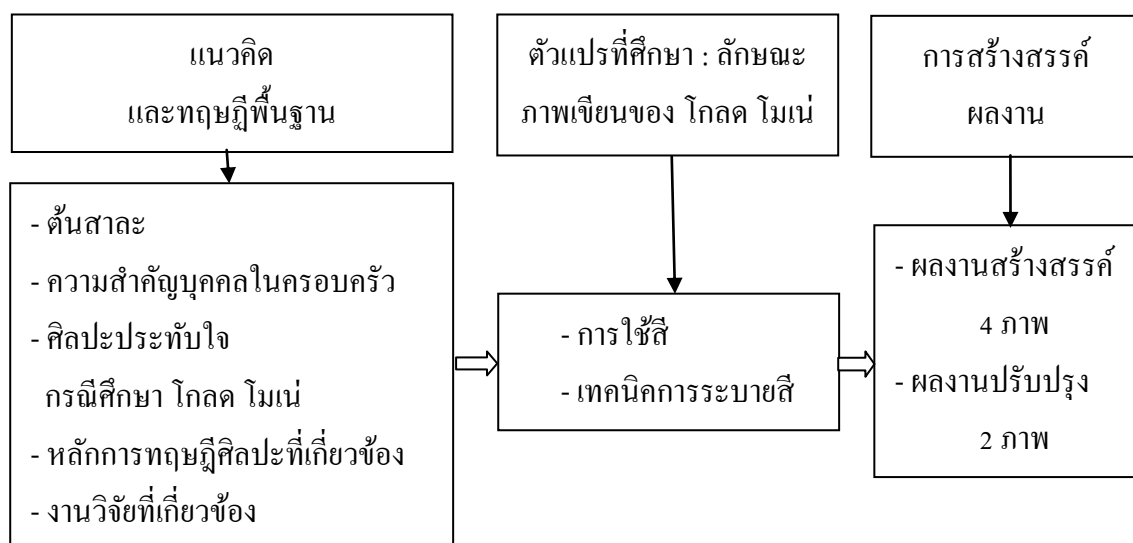 แนวคิด
และทฤษฎีพื้นฐาน
ตัวแปรที่ศึกษา : ลักษณะ
ภาพเขียนของ โกลด โมเน่
การสร้างสรรค์
ผลงาน
- ต้นสาละ
- ความสำคัญบุคคลในครอบครัว
- ศิลปะประทับใจ
กรณีศึกษา โกลด โมเน่
- หลักการทฤษฎีศิลปะที่เกี่ยวข้อง
- งานวิจัยที่เกี่ยวข้อง
- การใช้สี
- เทคนิคการระบายสี
- ผลงานสร้างสรรค์
4 ภาพ
- ผลงานปรับปรุง
2 ภาพ